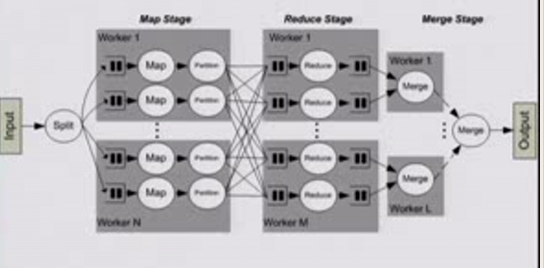 Map Stage
Reduce Stage
Merge Stage
Worker 1
Worker 1
Worker 1
Map
Partition
Reduce
Map
Partition
Reduce
Merge
Input
Split
Merge
Output
Map
Partition
Reduce
Merge
Map
Partition
Reduce
Worker N
Worker M
Worker L